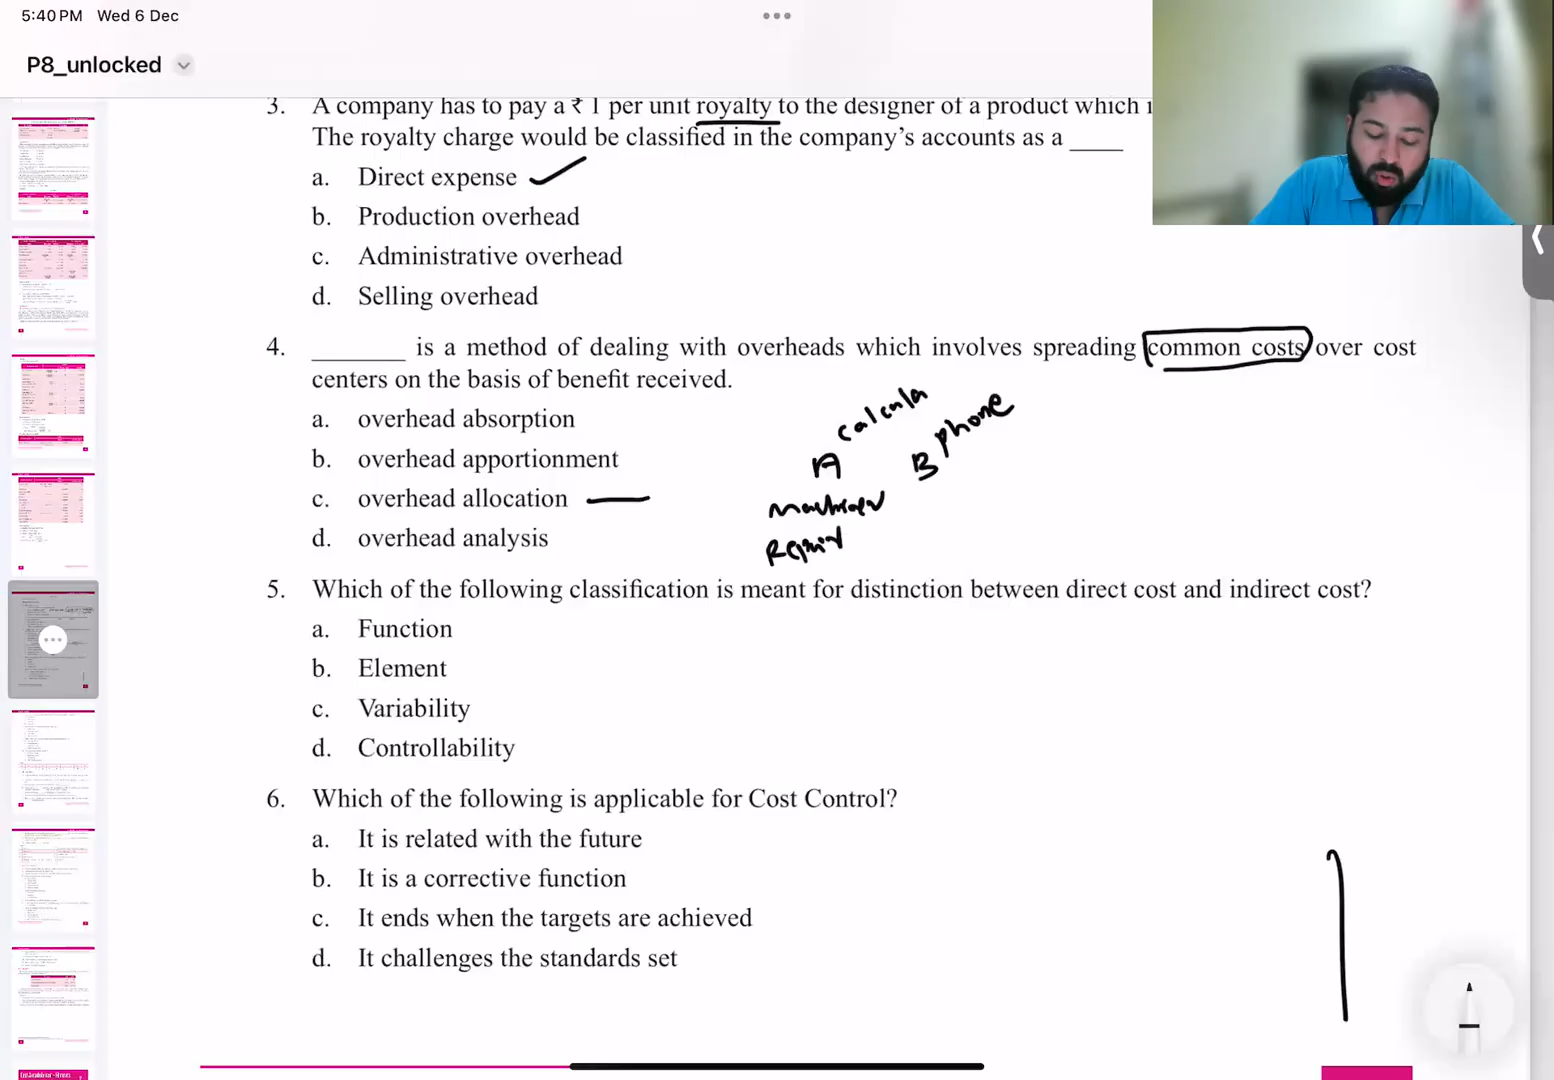 5:40 PM Wed 6 Dec
P8_unlocked
3. A company has to pay a ₹ 1 per unit royalty to the designer of a product which
The royalty charge would be classified in the company's accounts as a ____
a. Direct expense
b. Production overhead
c. Administrative overhead
d. Selling overhead
4. _______ is a method of dealing with overheads which involves spreading common costs over cost
centers on the basis of benefit received.
a. overhead absorption
b. overhead apportionment
c. overhead allocation
d. overhead analysis
calcula
phone
A
B
5. Which of the following classification is meant for distinction between direct cost and indirect cost?
a. Function
b. Element
c. Variability
d. Controllability
6. Which of the following is applicable for Cost Control?
a. It is related with the future
b. It is a corrective function
c. It ends when the targets are achieved
d. It challenges the standards set